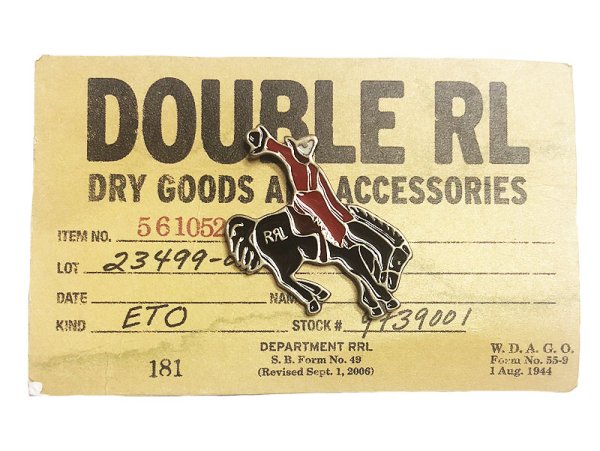 DOUBLE RL
DRY GOODS A ACCESSORIES
ITEM NO. 561052
LOT 23499-
DATE NAM
KIND ETO STOCK # 9939001
RRL
181
DEPARTMENT RRL
S. B. Form No. 49
(Revised Sept. 1, 2006)
W. D. A. G. O.
Form No. 55-9
1 Aug. 1944